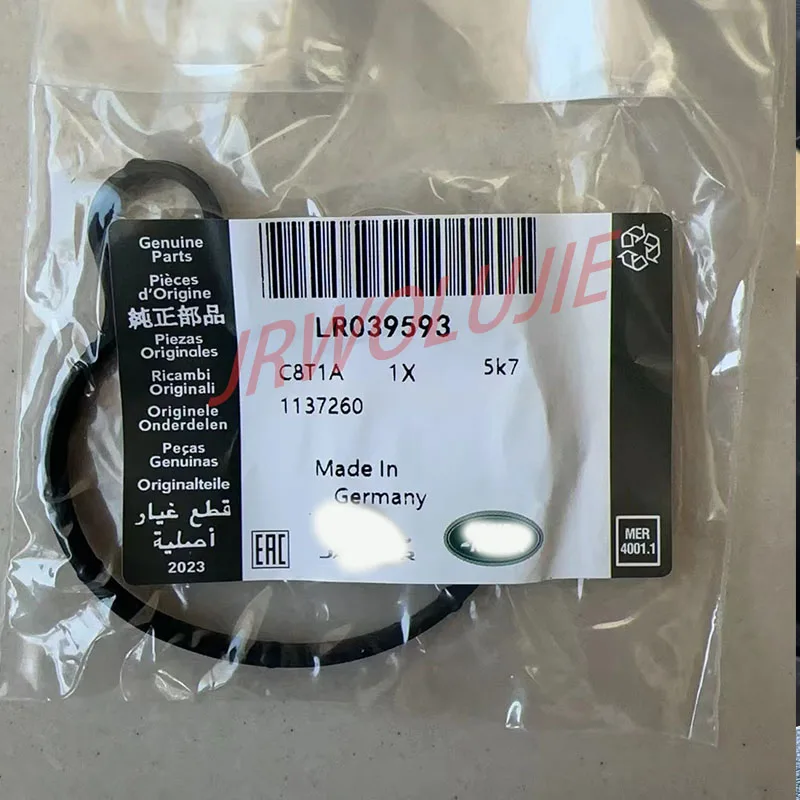 Genuine
Parts
Pièces
d'Origine
純正部品
Piezas
Originales
Ricambi
Originali
Originele
Onderdelen
Peças
Genuinas
Originalteile
قطع غيار
أصلية
2023
LR039593
JRWOLUJIE
C8T1A 1X 5k7
1137260
Made In
Germany
EAC
MER
4001.1